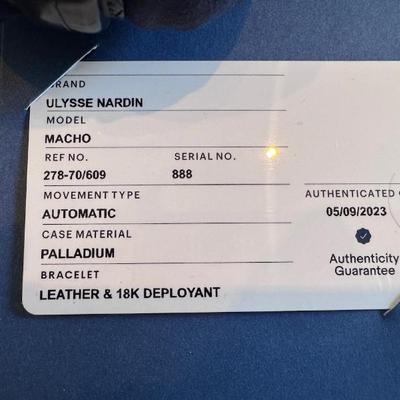 BRAND
ULYSSE NARDIN
MODEL
MACHO
REF NO. SERIAL NO.
278-70/609 888
MOVEMENT TYPE
AUTOMATIC
CASE MATERIAL
PALLADIUM
BRACELET
LEATHER & 18K DEPLOYANT
AUTHENTICATED
05/09/2023
Authenticity
Guarantee